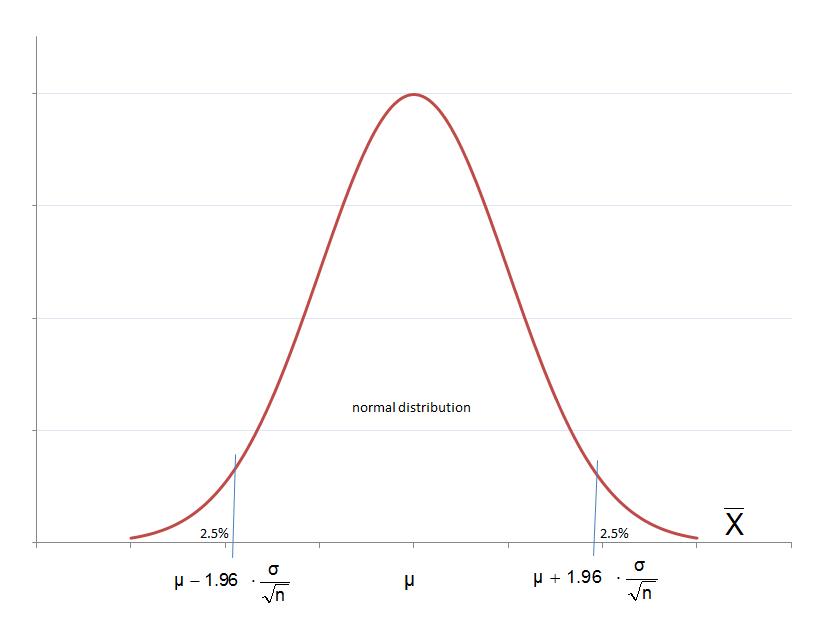 normal distribution
2.5%
2.5%
X̅
μ − 1.96 · σ/√n
μ
μ + 1.96 · σ/√n